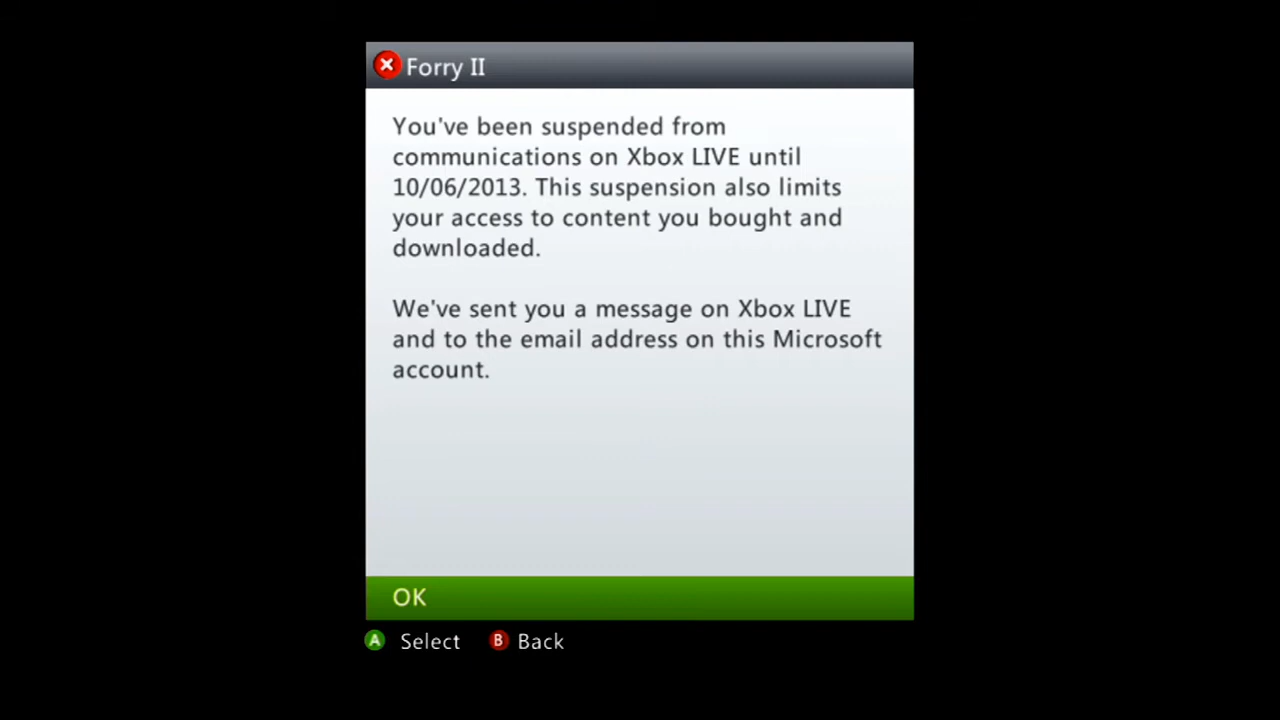 Forry II
You've been suspended from
communications on Xbox LIVE until
10/06/2013. This suspension also limits
your access to content you bought and
downloaded.
We've sent you a message on Xbox LIVE
and to the email address on this Microsoft
account.
OK
A Select B Back